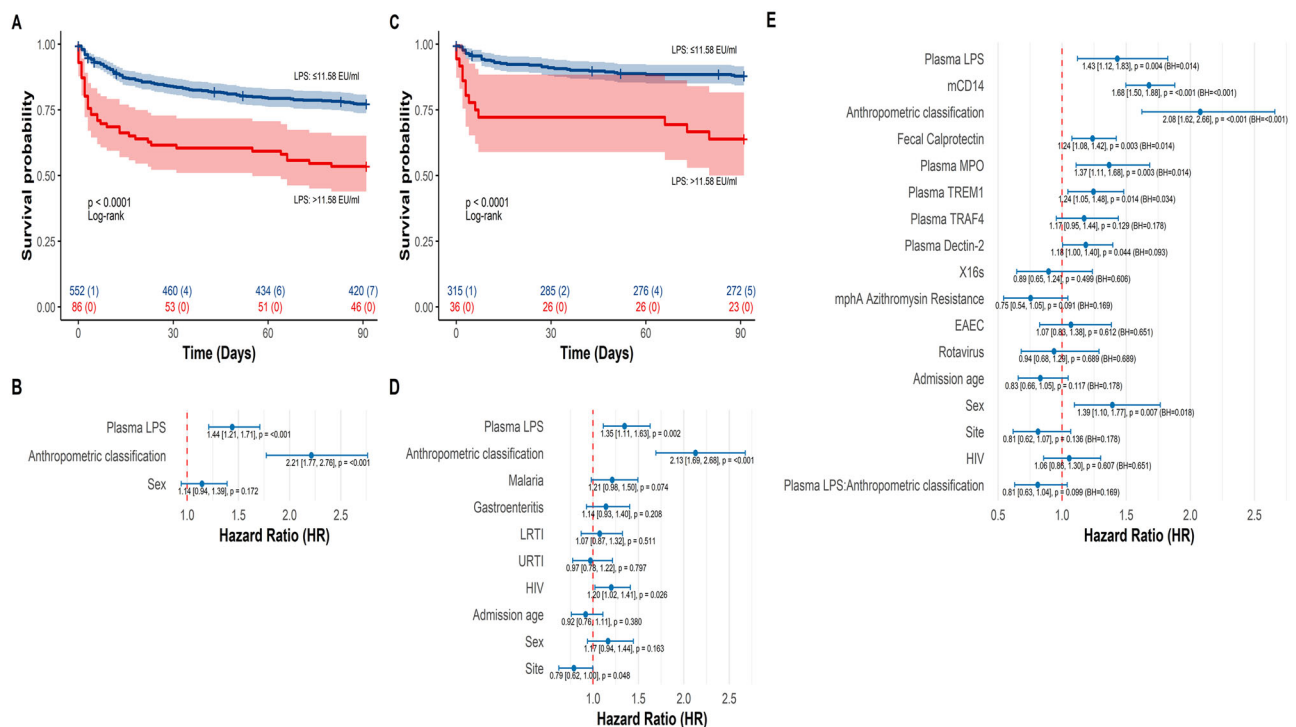 A
Survival probability
1.00
0.75
0.50
0.25
0.00
LPS: ≤11.58 EU/ml
LPS: >11.58 EU/ml
p < 0.0001
Log-rank
552 (1) 460 (4) 434 (6) 420 (7)
86 (0) 53 (0) 51 (0) 46 (0)
0 30 60 90
Time (Days)
C
Survival probability
1.00
0.75
0.50
0.25
0.00
LPS: ≤11.58 EU/ml
LPS: >11.58 EU/ml
p < 0.0001
Log-rank
315 (1) 285 (2) 276 (4) 272 (5)
36 (0) 26 (0) 26 (0) 23 (0)
0 30 60 90
Time (Days)
B
Plasma LPS
1.44 [1.21, 1.71], p = <0.001
Anthropometric classification
2.21 [1.77, 2.76], p = <0.001
Sex
1.14 [0.94, 1.39], p = 0.172
1.0 1.5 2.0 2.5
Hazard Ratio (HR)
D
Plasma LPS
1.35 [1.11, 1.63], p = 0.002
Anthropometric classification
2.13 [1.69, 2.68], p = <0.001
Malaria
1.21 [0.98, 1.50], p = 0.074
Gastroenteritis
1.14 [0.93, 1.40], p = 0.208
LRTI
1.07 [0.87, 1.32], p = 0.511
URTI
0.97 [0.78, 1.22], p = 0.797
HIV
1.20 [1.02, 1.41], p = 0.026
Admission age
0.92 [0.76, 1.11], p = 0.380
Sex
1.17 [0.94, 1.44], p = 0.163
Site
0.79 [0.62, 1.00], p = 0.048
1.0 1.5 2.0 2.5
Hazard Ratio (HR)
E
Plasma LPS
1.43 [1.12, 1.83], p = 0.004 (BH=0.014)
mCD14
1.68 [1.50, 1.88], p = <0.001 (BH=<0.001)
Anthropometric classification
2.08 [1.62, 2.66], p = <0.001 (BH=<0.001)
Fecal Calprotectin
1.24 [1.08, 1.42], p = 0.003 (BH=0.014)
Plasma MPO
1.37 [1.11, 1.68], p = 0.003 (BH=0.014)
Plasma TREM1
1.24 [1.05, 1.48], p = 0.014 (BH=0.034)
Plasma TRAF4
1.17 [0.95, 1.44], p = 0.129 (BH=0.178)
Plasma Dectin-2
1.18 [1.00, 1.40], p = 0.044 (BH=0.093)
X16s
0.89 [0.65, 1.24], p = 0.499 (BH=0.606)
mphA Azithromysin Resistance
0.75 [0.54, 1.05], p = 0.091 (BH=0.169)
EAEC
1.07 [0.83, 1.38], p = 0.612 (BH=0.651)
Rotavirus
0.94 [0.68, 1.29], p = 0.689 (BH=0.689)
Admission age
0.83 [0.66, 1.05], p = 0.117 (BH=0.178)
Sex
1.39 [1.10, 1.77], p = 0.007 (BH=0.018)
Site
0.81 [0.62, 1.07], p = 0.136 (BH=0.178)
HIV
1.06 [0.86, 1.30], p = 0.607 (BH=0.651)
Plasma LPS:Anthropometric classification
0.81 [0.63, 1.04], p = 0.099 (BH=0.169)
0.5 1.0 1.5 2.0 2.5
Hazard Ratio (HR)